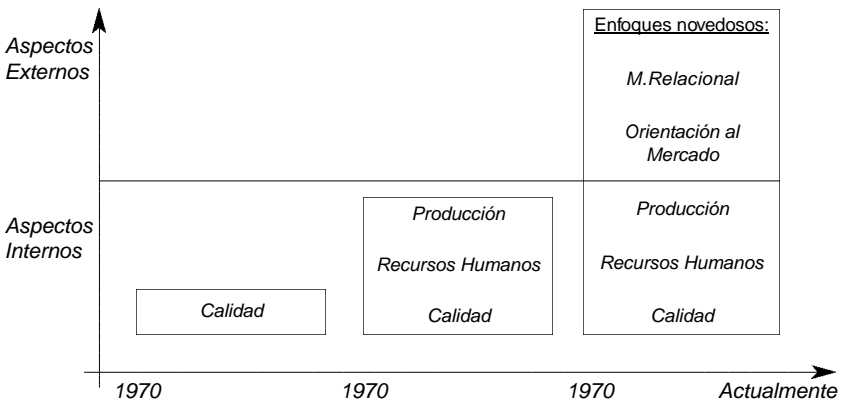 Aspectos
Externos
Enfoques novedosos:
M.Relacional
Orientación al
Mercado
Aspectos
Internos
Calidad
Producción
Recursos Humanos
Calidad
Producción
Recursos Humanos
Calidad
1970
1970
1970
Actualmente